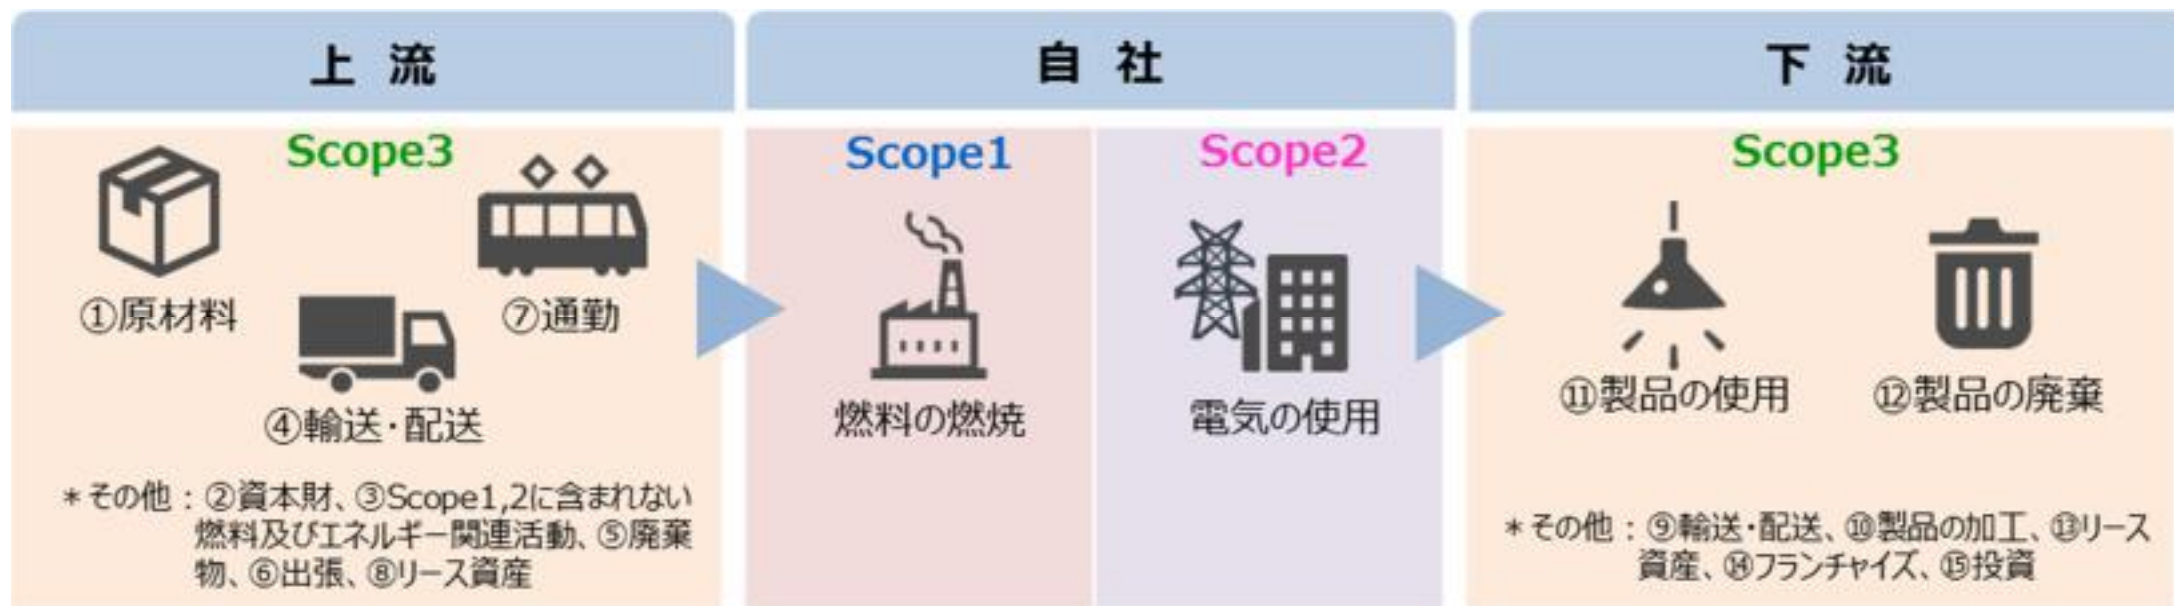 上流
自社
下流
Scope3
①原材料
⑦通勤
④輸送・配送
＊その他：②資本財、③Scope1,2に含まれない
燃料及びエネルギー関連活動、⑤廃棄
物、⑥出張、⑧リース資産
Scope1
燃料の燃焼
Scope2
電気の使用
Scope3
⑪製品の使用
⑫製品の廃棄
＊その他：⑨輸送・配送、⑩製品の加工、⑬リース
資産、⑭フランチャイズ、⑮投資